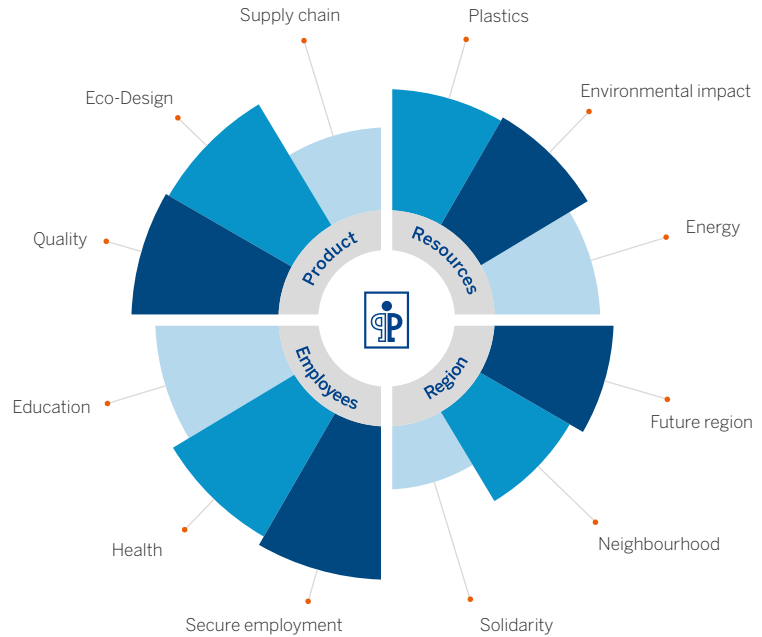 Supply chain
Plastics
Eco-Design
Environmental impact
Quality
Energy
Product
Resources
Employees
Region
Education
Future region
Health
Neighbourhood
Secure employment
Solidarity